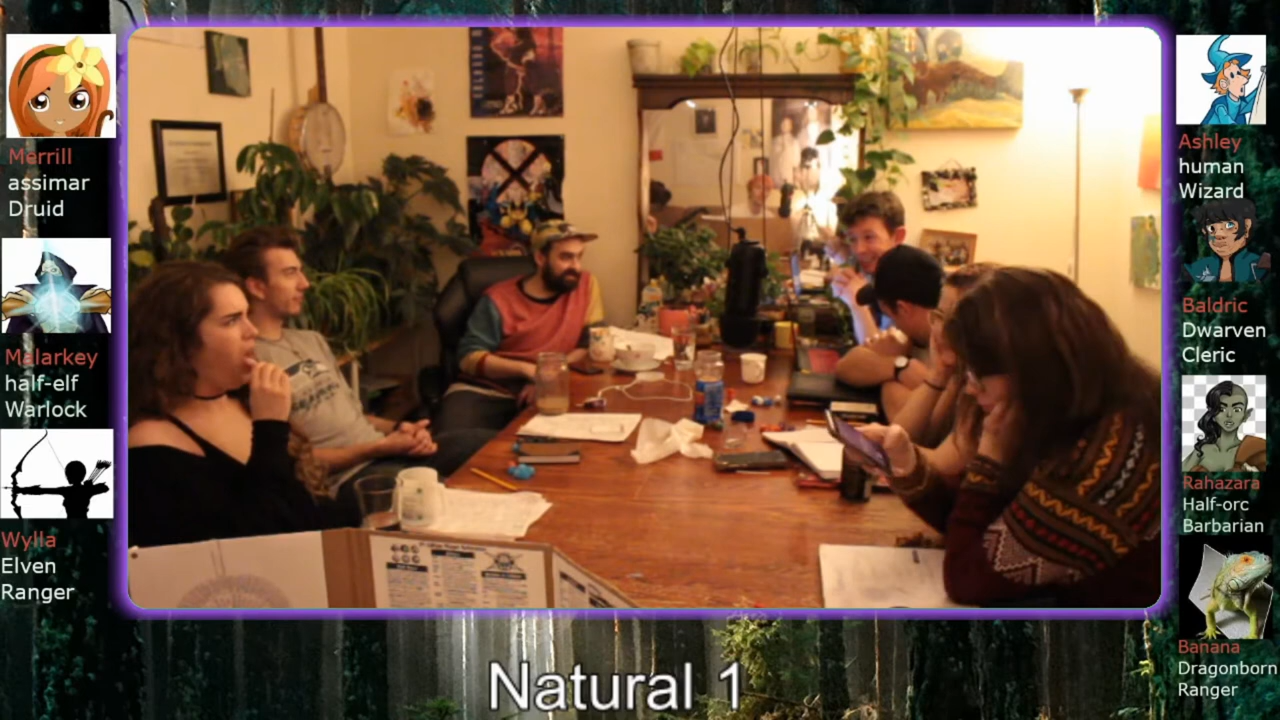 Merrill
assimar
Druid
Malarkey
half-elf
Warlock
Wylla
Elven
Ranger
Ashley
human
Wizard
Baldric
Dwarven
Cleric
Rahazara
Half-orc
Barbarian
Banana
Dragonborn
Ranger
Natural 1